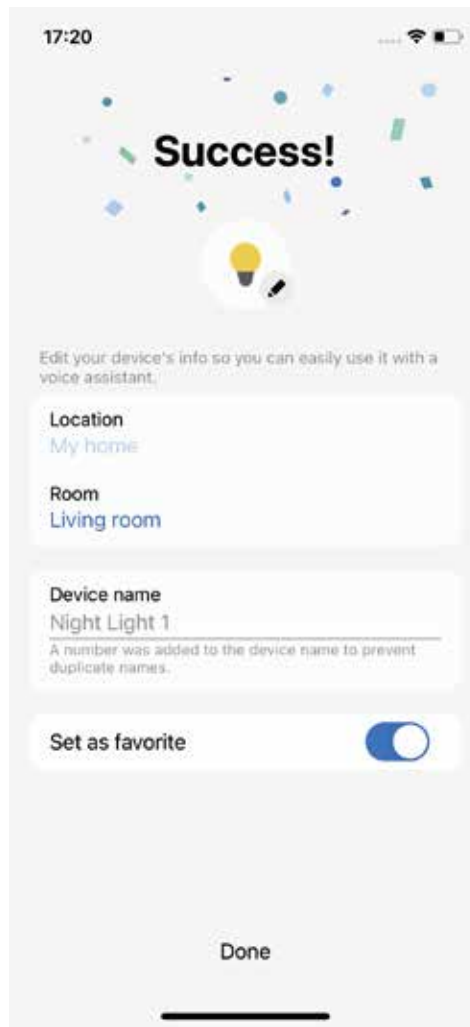 17:20
Success!
Edit your device's info so you can easily use it with a
voice assistant.
Location
My home
Room
Living room
Device name
Night Light 1
A number was added to the device name to prevent
duplicate names.
Set as favorite
Done